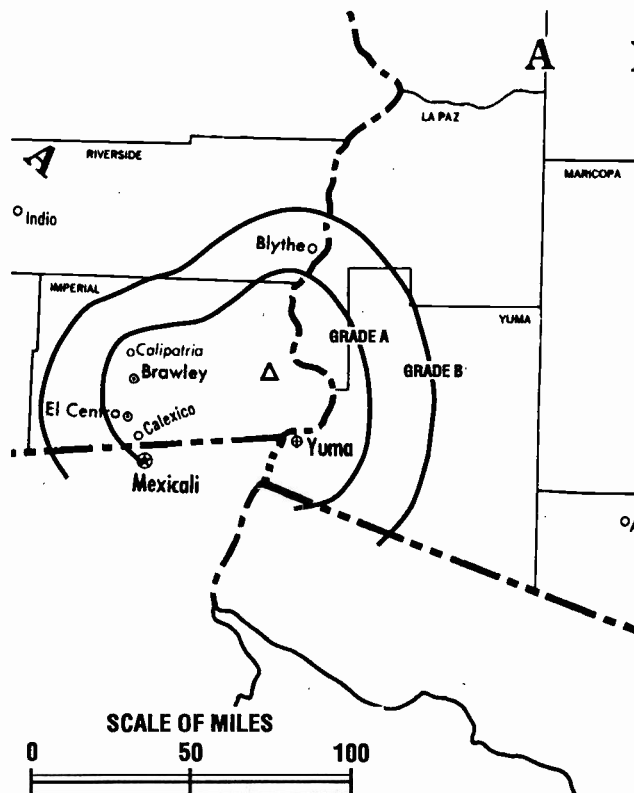 A
LA PAZ
A
RIVERSIDE
MARICOPA
Indio
Blythe
IMPERIAL
YUMA
GRADE A
Calipatria
GRADE B
Brawley
El Centro
Calexico
Yuma
Mexicali
SCALE OF MILES
0 50 100